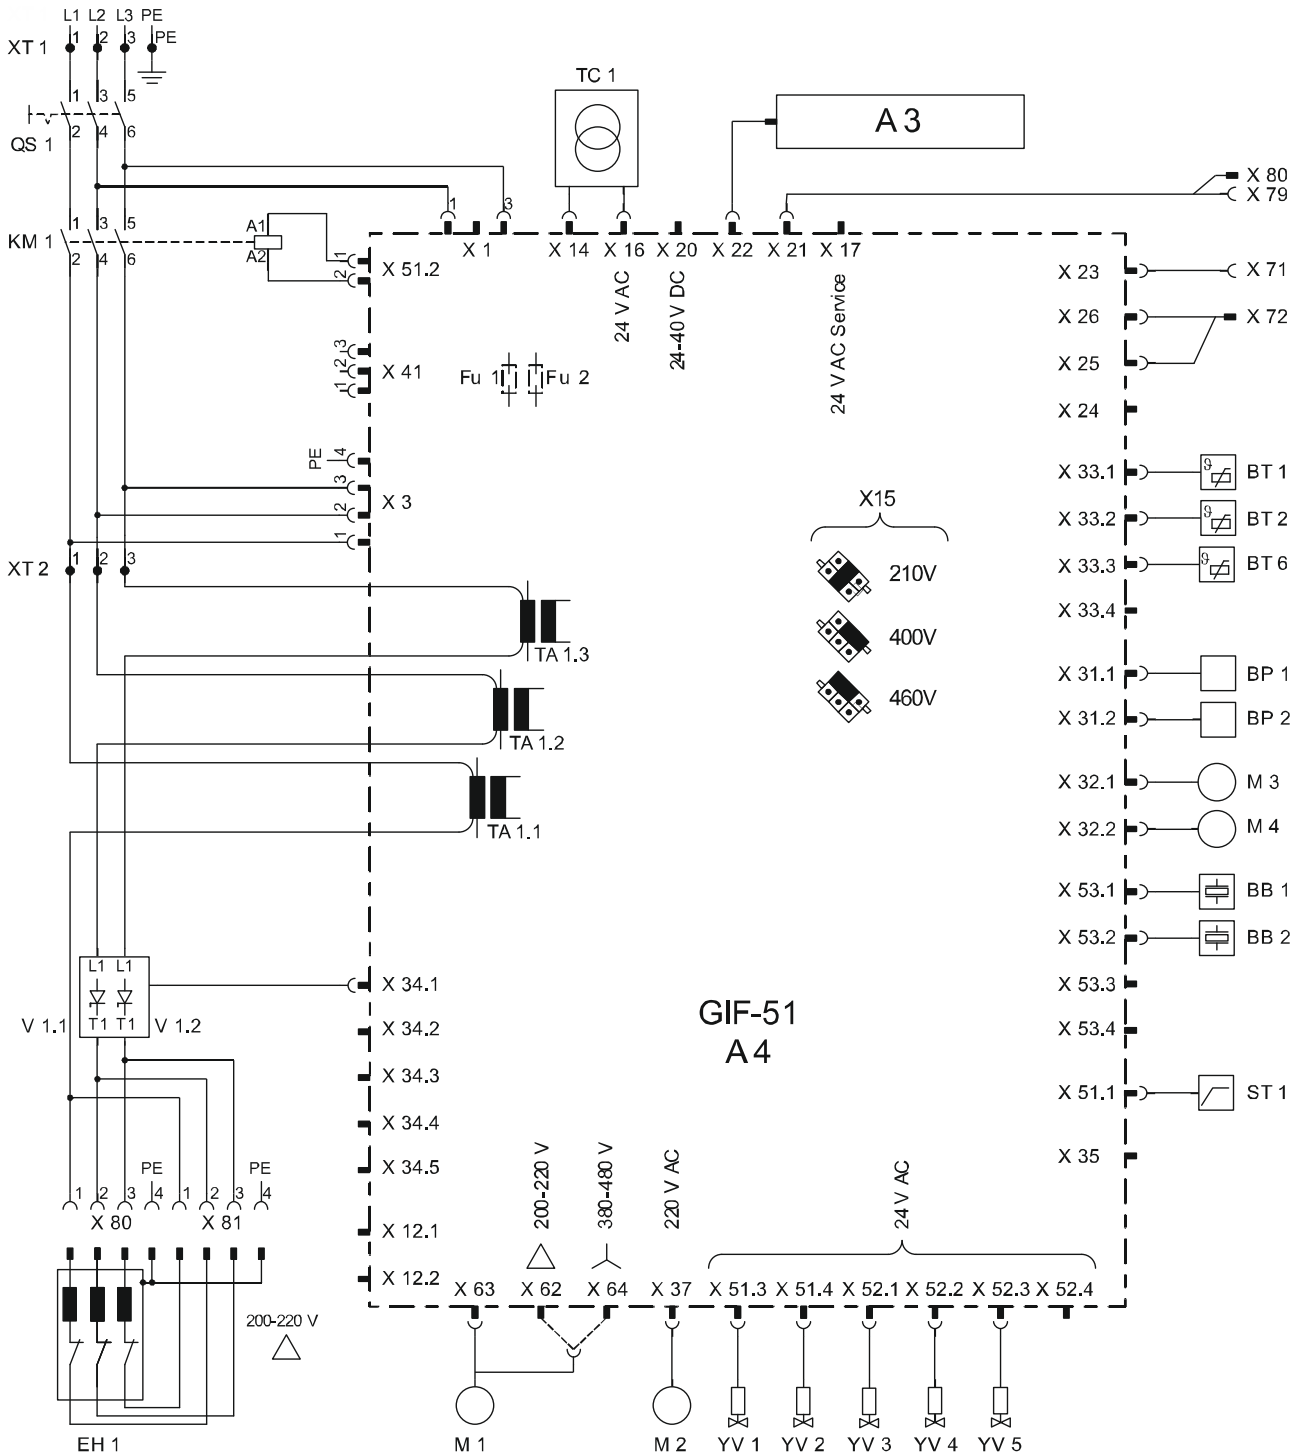 L1 L2 L3 PE
XT 1 1 2 3 PE
TC 1
A 3
1 3 5
QS 1 2 4 6
X 80
X 79
1 3
1 3 5 A1
KM 1
2 4 6 A2
1
2
X 51.2
X 1 X 14 X 16 X 20 X 22 X 21 X 17
24 V AC
24-40 V DC
24 V AC Service
X 23 X 71
X 26 X 72
X 25
X 24
3
2
1
X 41
Fu 1 Fu 2
PE 4
3
2
1
X 3
X 33.1 BT 1
X 33.2 BT 2
X 33.3 BT 6
X 33.4
ϑ
ϑ
ϑ
X15
210V
400V
460V
XT 2 1 2 3
TA 1.3
TA 1.2
TA 1.1
X 31.1 BP 1
X 31.2 BP 2
X 32.1 M 3
X 32.2 M 4
X 53.1 BB 1
X 53.2 BB 2
X 53.3
X 53.4
L1 L1
T1 T1
V 1.1 V 1.2
X 34.1
X 34.2
X 34.3
X 34.4
X 34.5
X 12.1
X 12.2
GIF-51
A 4
X 51.1 ST 1
X 35
PE PE
1 2 3 4 1 2 3 4
X 80 X 81
200-220 V
380-480 V
220 V AC
24 V AC
X 63 X 62 X 64 X 37 X 51.3 X 51.4 X 52.1 X 52.2 X 52.3 X 52.4
200-220 V
EH 1 M 1 M 2 YV 1 YV 2 YV 3 YV 4 YV 5